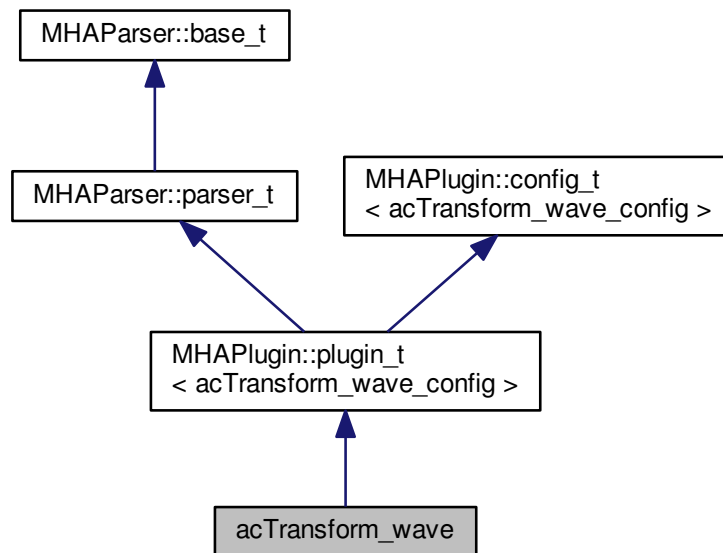 MHAParser::base_t
MHAParser::parser_t
MHAPlugin::config_t
< acTransform_wave_config >
MHAPlugin::plugin_t
< acTransform_wave_config >
acTransform_wave